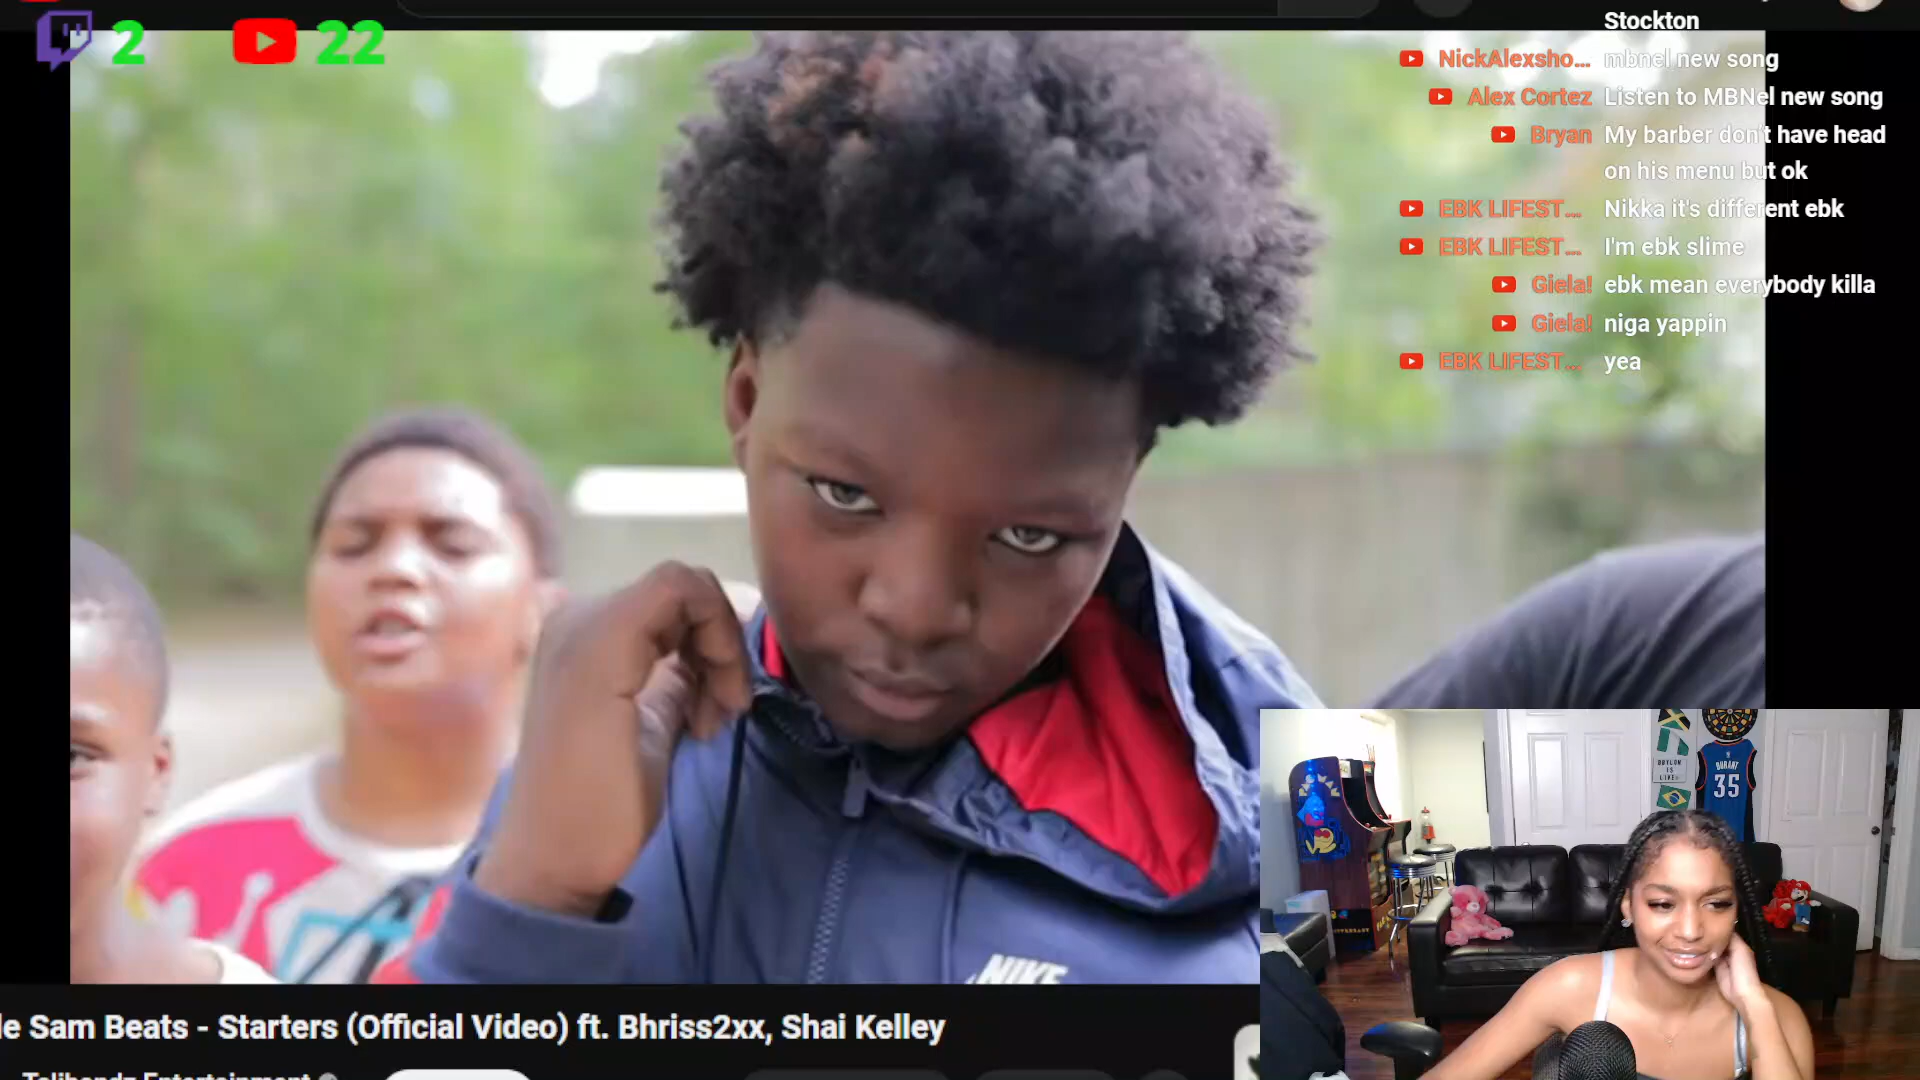 2
22
Stockton
NickAlexsho... mbnel new song
Alex Cortez Listen to MBNel new song
Bryan My barber don't have head
on his menu but ok
EBK LIFEST... Nikka it's different ebk
EBK LIFEST... I'm ebk slime
Giela! ebk mean everybody killa
Giela! niga yappin
EBK LIFEST... yea
NIKE
DURANT
35
BABYLON
IS
le Sam Beats - Starters (Official Video) ft. Bhriss2xx, Shai Kelley